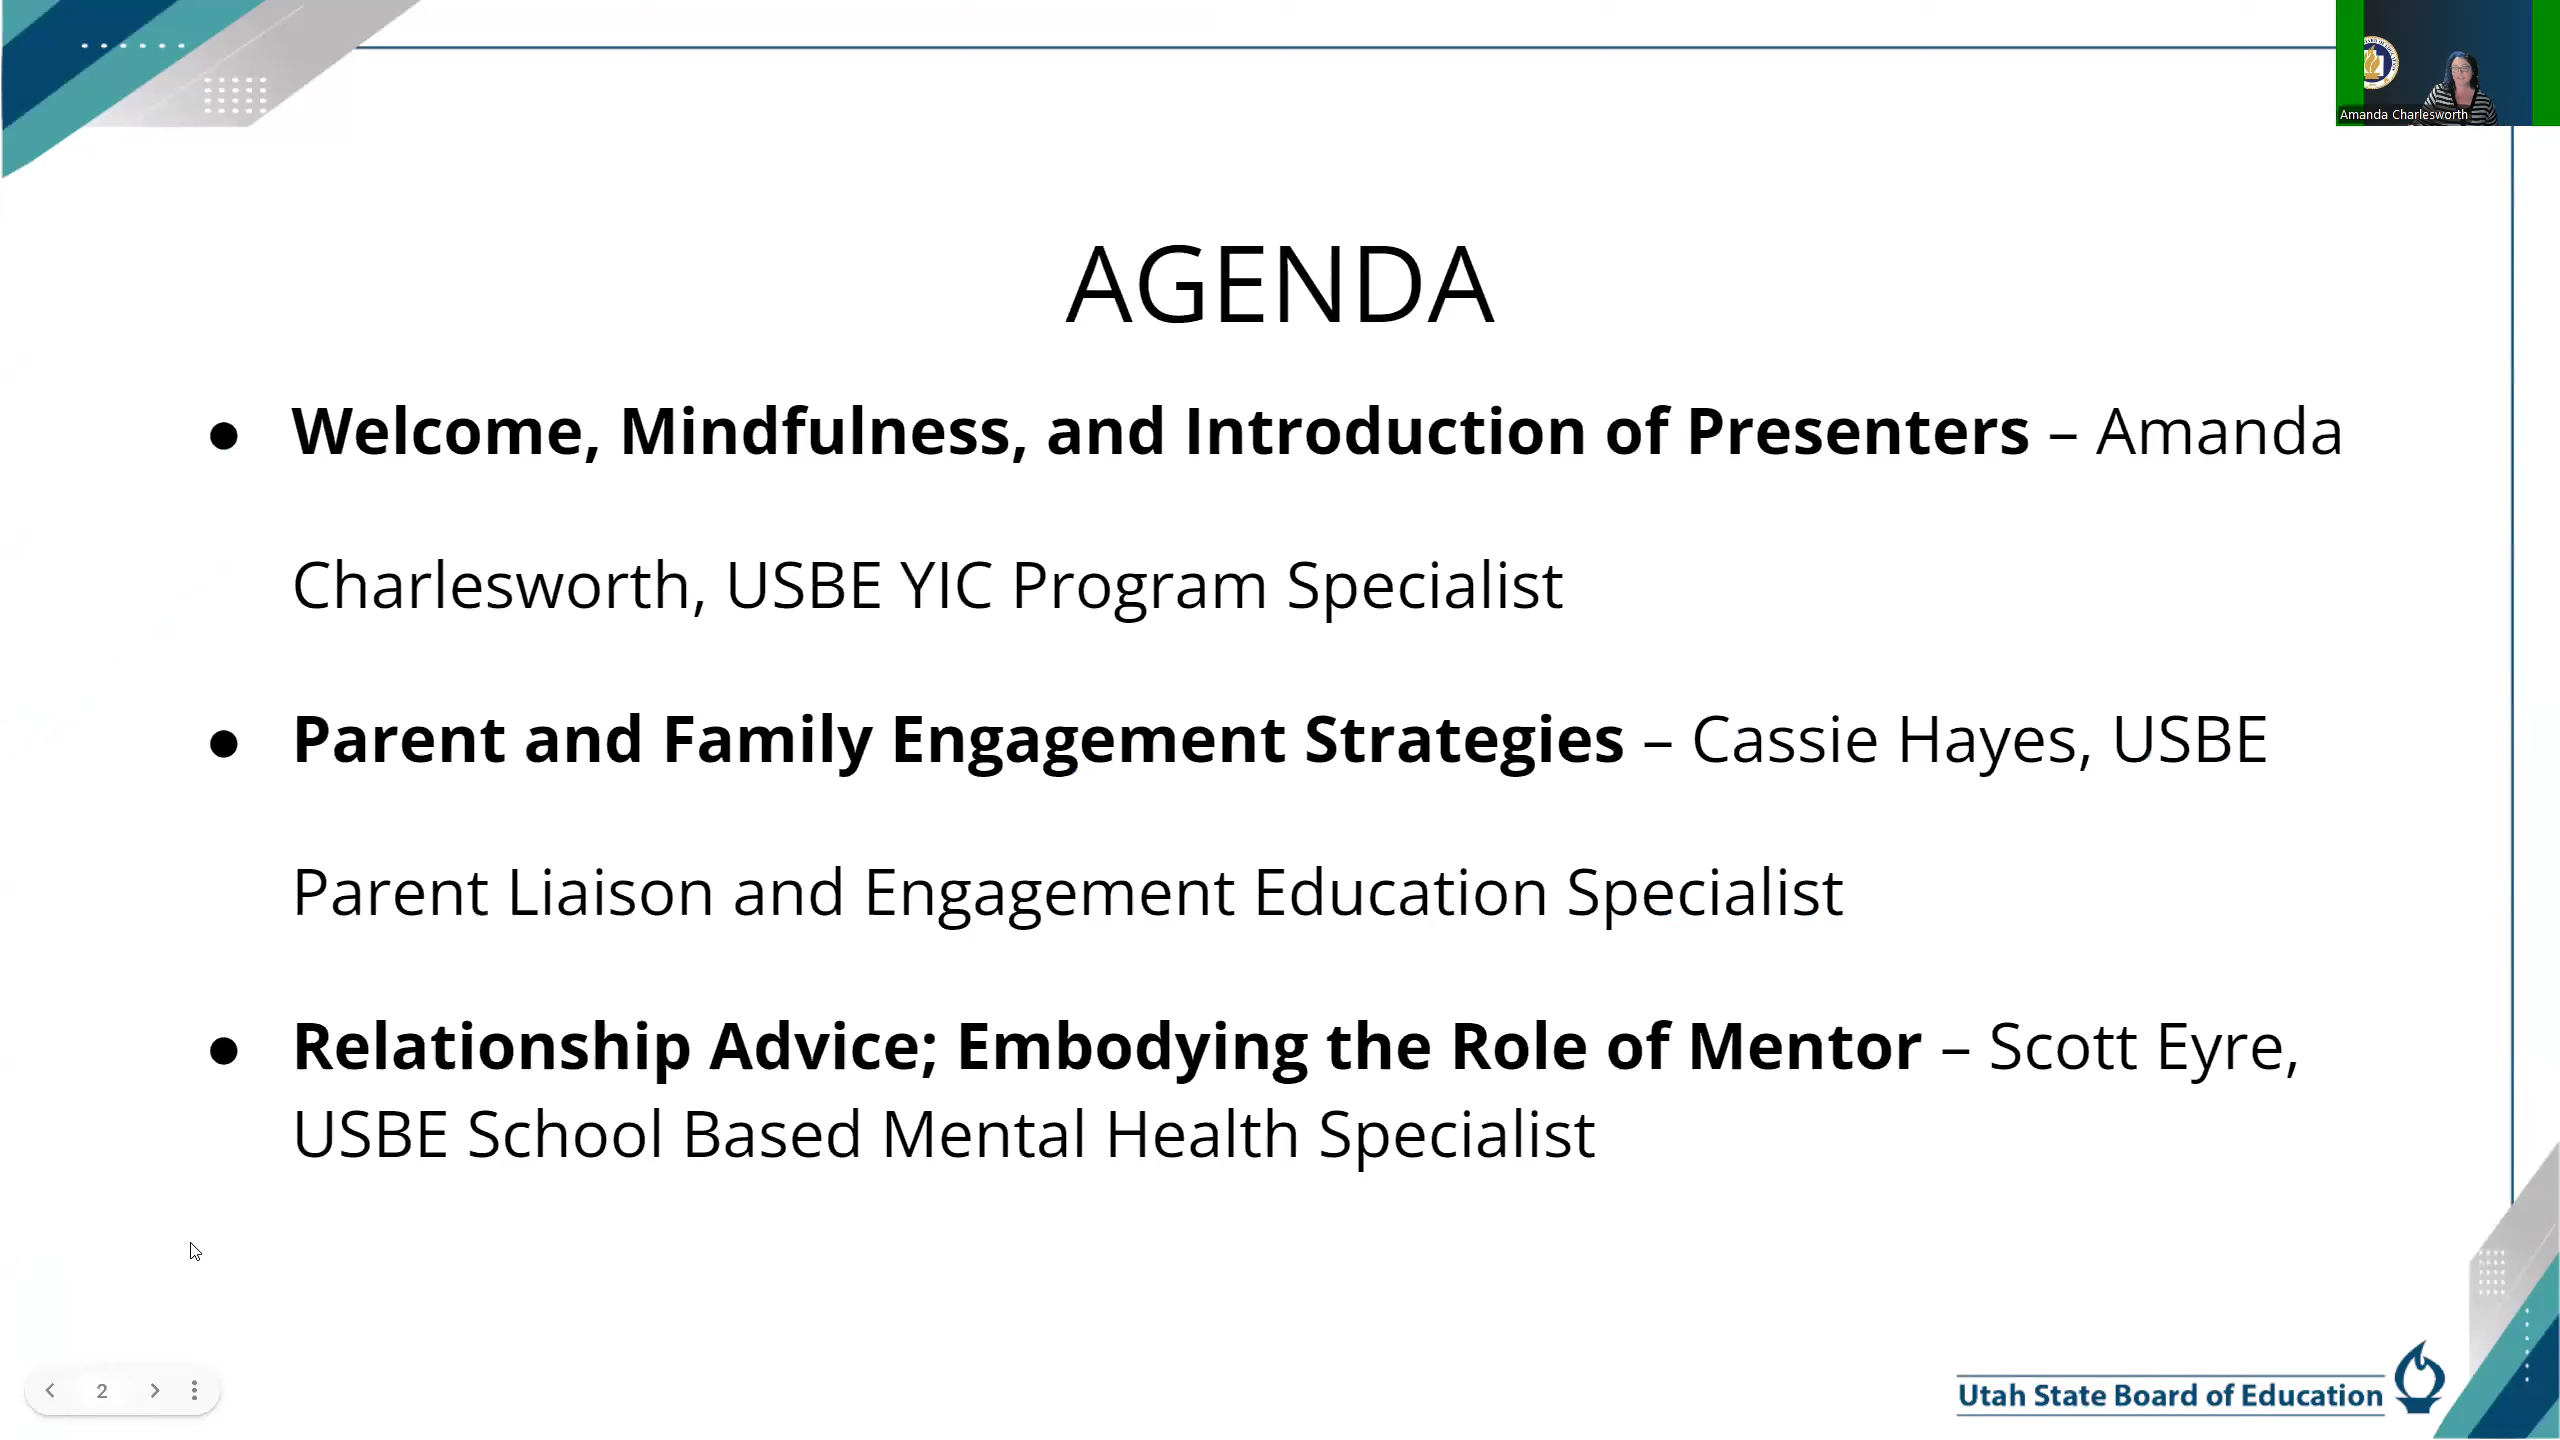 Amanda Charlesworth
AGENDA
● Welcome, Mindfulness, and Introduction of Presenters – Amanda
Charlesworth, USBE YIC Program Specialist
● Parent and Family Engagement Strategies – Cassie Hayes, USBE
Parent Liaison and Engagement Education Specialist
● Relationship Advice; Embodying the Role of Mentor – Scott Eyre,
USBE School Based Mental Health Specialist
2
Utah State Board of Education